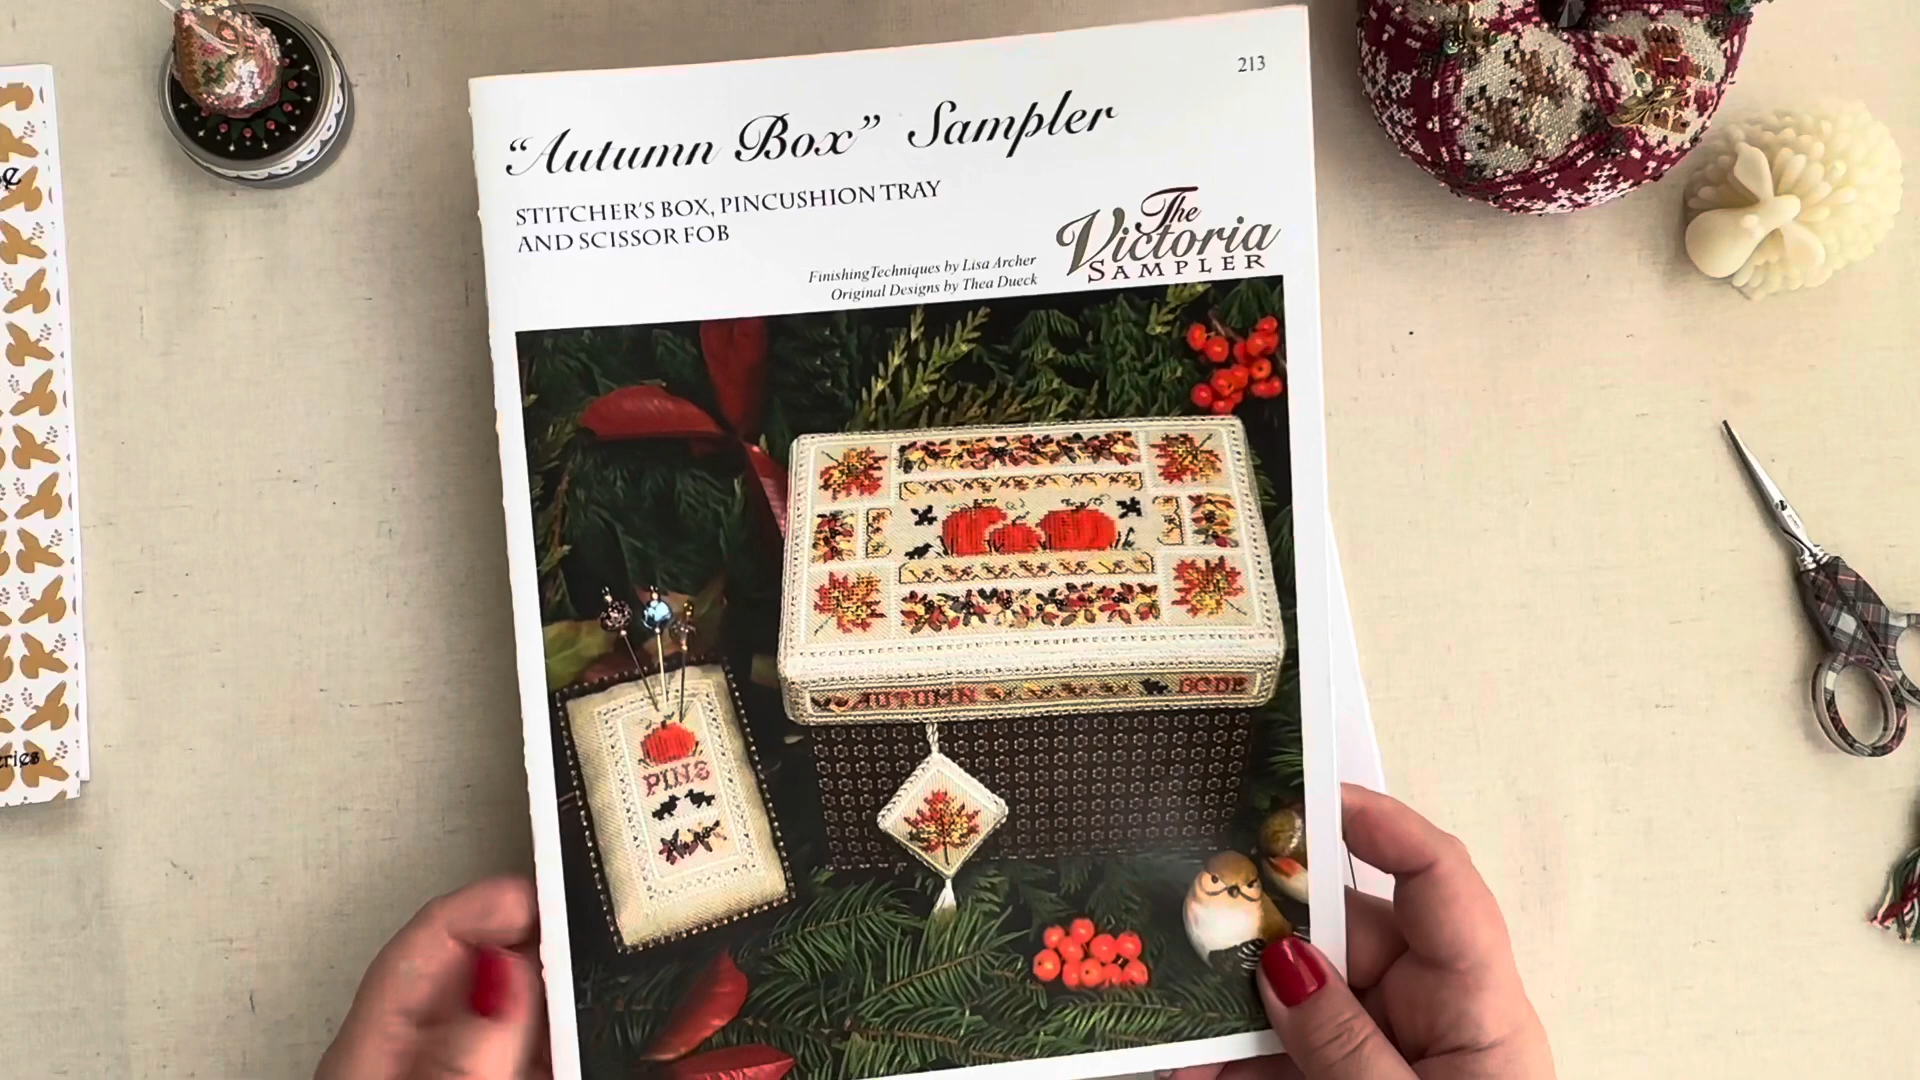 213
“Autumn Box” Sampler
STITCHER'S BOX, PINCUSHION TRAY
AND SCISSOR FOB
The
Victoria
SAMPLER
Finishing Techniques by Lisa Archer
Original Designs by Thea Dueck
AUTUMN
PINS